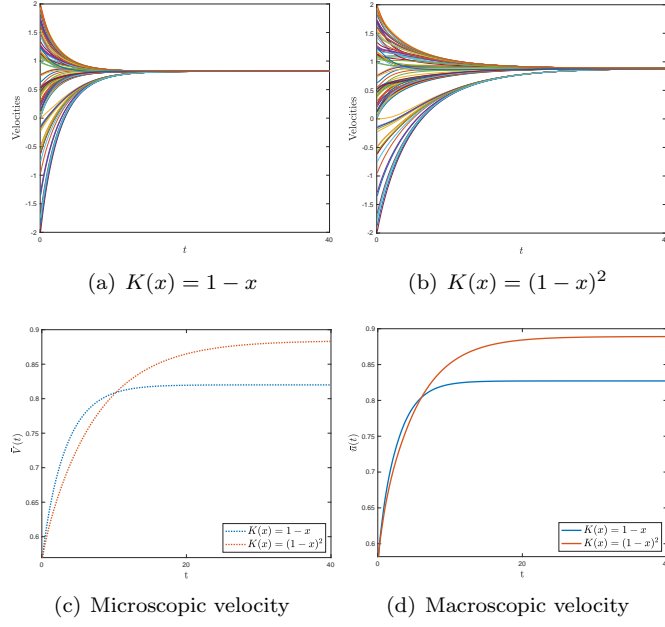 2
1.5
1
0.5
0
-0.5
-1
-1.5
-2
Velocities
0
40
t
(a) K(x) = 1 − x
2
1.5
1
0.5
0
-0.5
-1
-1.5
-2
Velocities
0
40
t
(b) K(x) = (1 − x)²
0.9
0.85
0.8
0.75
0.7
0.65
0.6
V̄(t)
0
20
40
t
K(x) = 1 − x
K(x) = (1 − x)²
(c) Microscopic velocity
0.9
0.85
0.8
0.75
0.7
0.65
0.6
ū(t)
0
20
40
t
K(x) = 1 − x
K(x) = (1 − x)²
(d) Macroscopic velocity